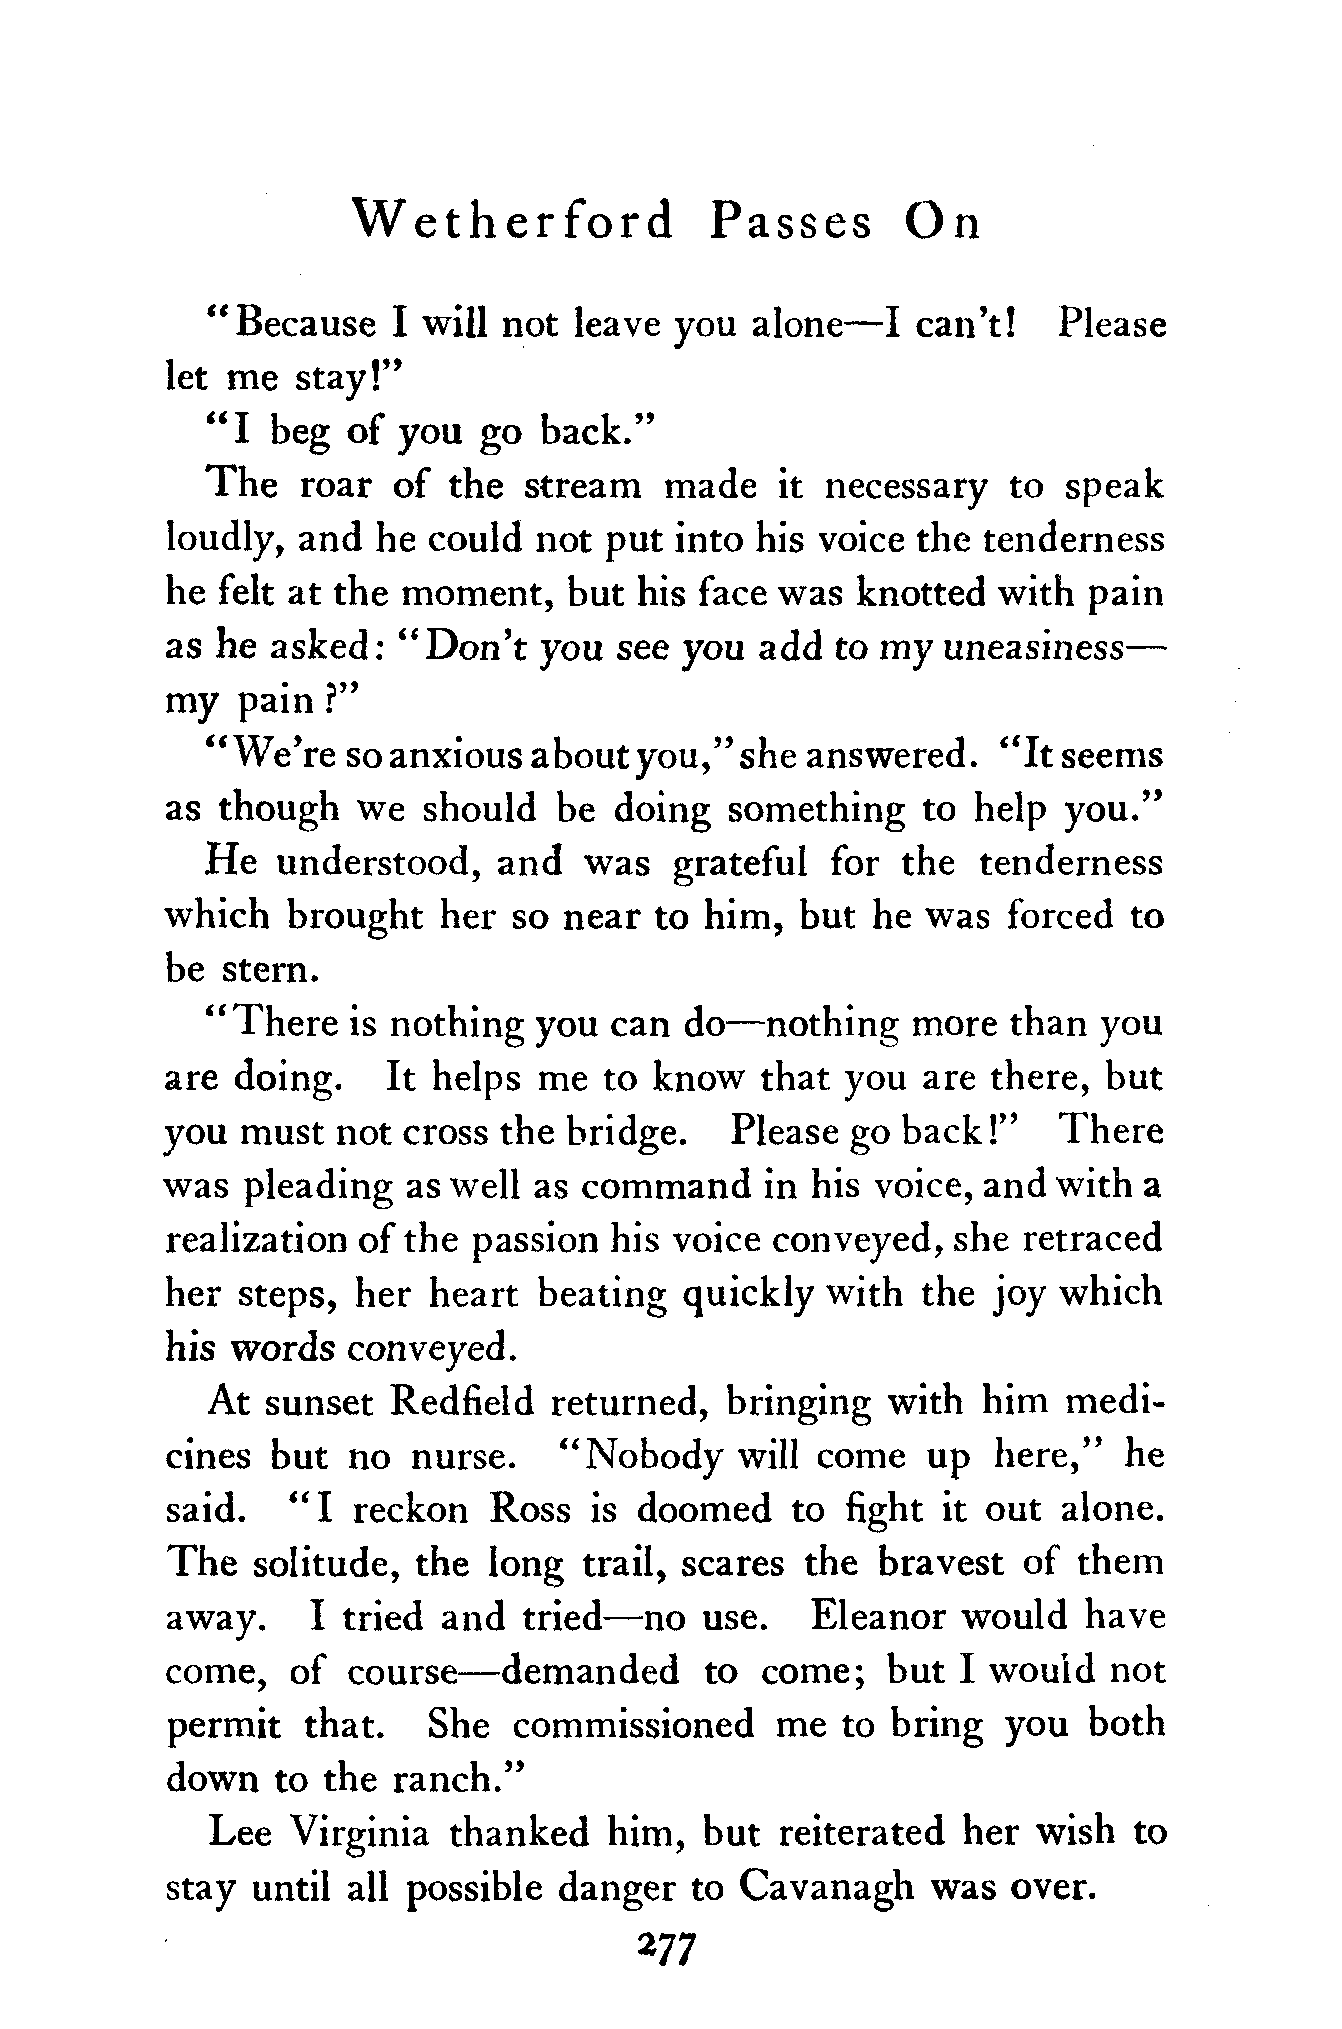 Wetherford Passes On
"Because I will not leave you alone—I can't! Please
let me stay!"
"I beg of you go back."
The roar of the stream made it necessary to speak
loudly, and he could not put into his voice the tenderness
he felt at the moment, but his face was knotted with pain
as he asked: "Don't you see you add to my uneasiness—
my pain?"
"We're so anxious about you," she answered. "It seems
as though we should be doing something to help you."
He understood, and was grateful for the tenderness
which brought her so near to him, but he was forced to
be stern.
"There is nothing you can do—nothing more than you
are doing. It helps me to know that you are there, but
you must not cross the bridge. Please go back!" There
was pleading as well as command in his voice, and with a
realization of the passion his voice conveyed, she retraced
her steps, her heart beating quickly with the joy which
his words conveyed.
At sunset Redfield returned, bringing with him medi-
cines but no nurse. "Nobody will come up here," he
said. "I reckon Ross is doomed to fight it out alone.
The solitude, the long trail, scares the bravest of them
away. I tried and tried—no use. Eleanor would have
come, of course—demanded to come; but I would not
permit that. She commissioned me to bring you both
down to the ranch."
Lee Virginia thanked him, but reiterated her wish to
stay until all possible danger to Cavanagh was over.
277